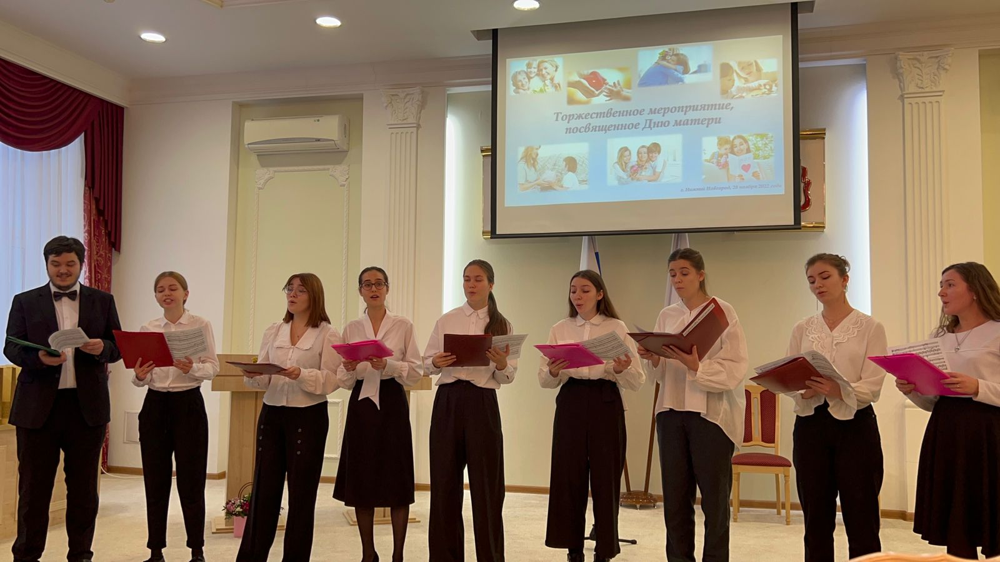 Торжественное мероприятие,
посвященное Дню матери
г. Нижний Новгород, 28 ноября 2022 года